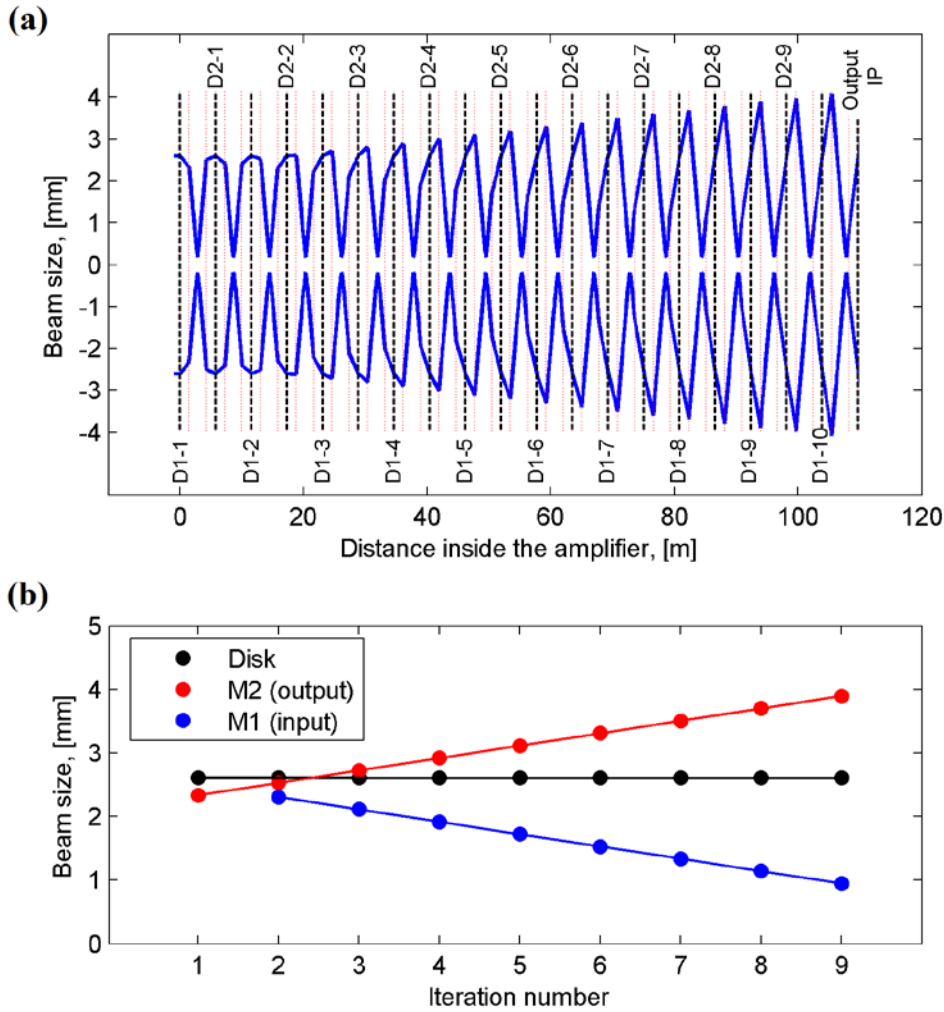 (a)
D2-1 D2-2 D2-3 D2-4 D2-5 D2-6 D2-7 D2-8 D2-9 Output IP
4
3
2
1
0
-1
-2
-3
-4
Beam size, [mm]
D1-1 D1-2 D1-3 D1-4 D1-5 D1-6 D1-7 D1-8 D1-9 D1-10
0 20 40 60 80 100 120
Distance inside the amplifier, [m]
(b)
5
4
3
2
1
0
Beam size, [mm]
Disk
M2 (output)
M1 (input)
1 2 3 4 5 6 7 8 9
Iteration number